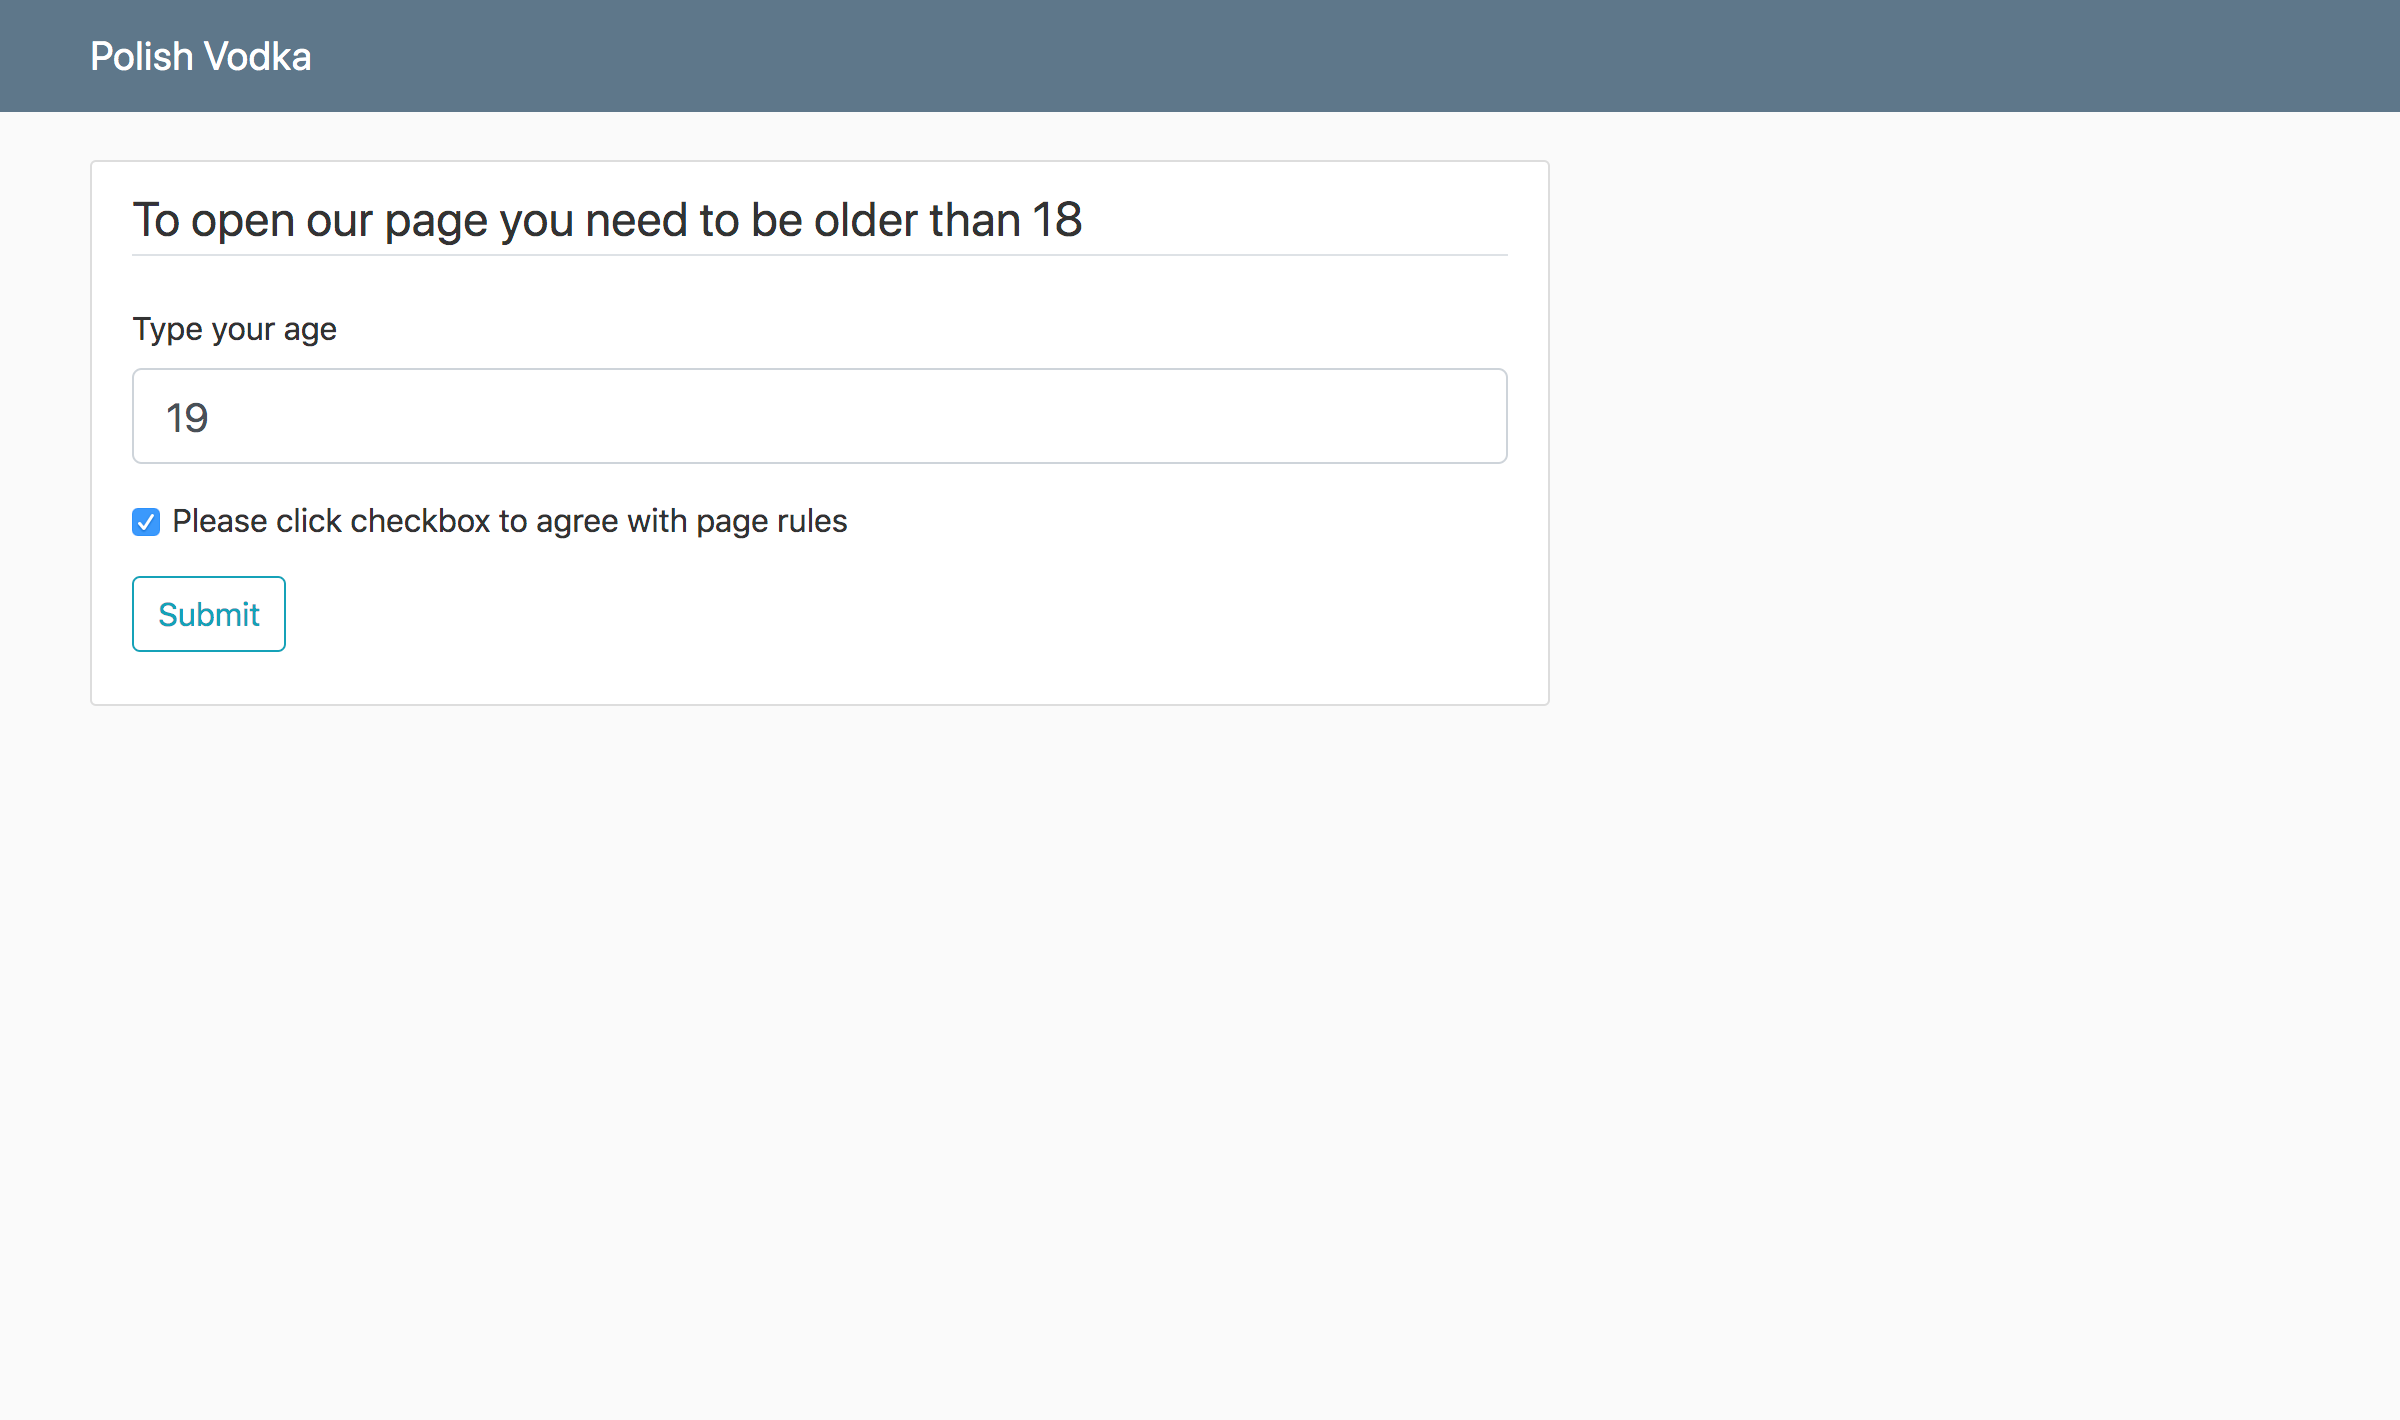 Polish Vodka
To open our page you need to be older than 18
Type your age
19
Please click checkbox to agree with page rules
Submit